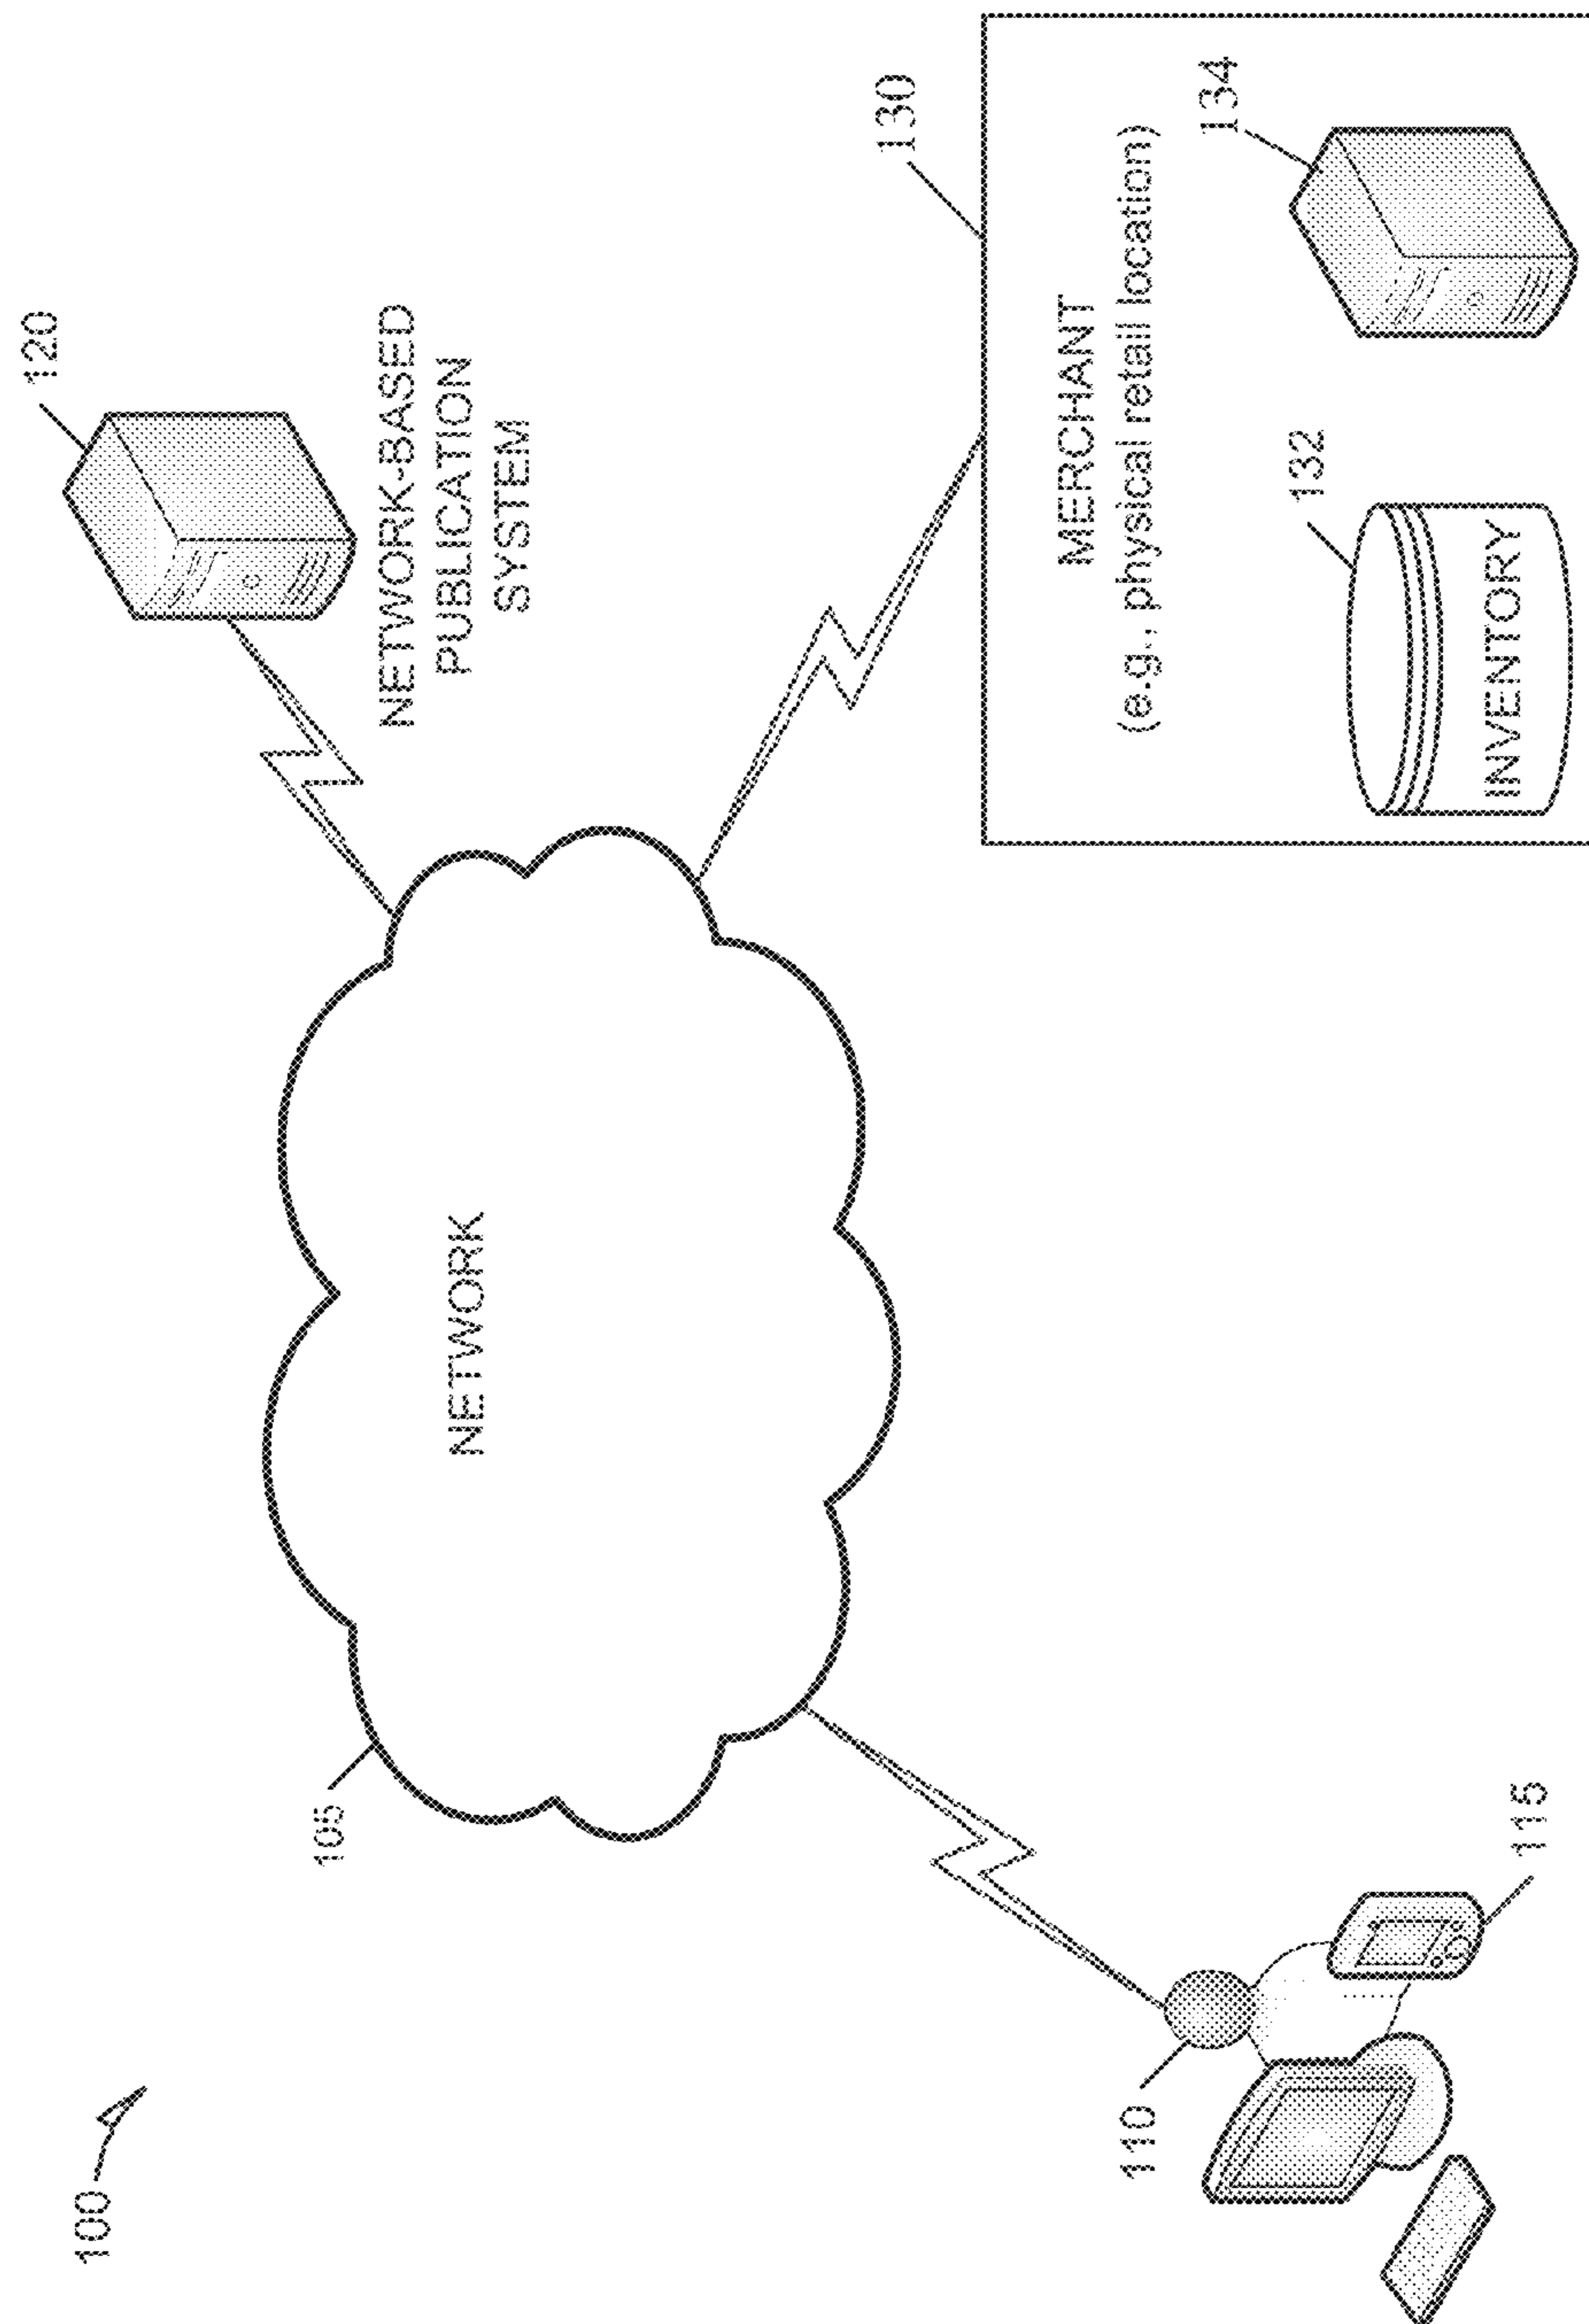 100
120
NETWORK-BASED
PUBLICATION
SYSTEM
105
NETWORK
130
MERCHANT
(e.g., physical retail location)
132
134
INVENTORY
110
115